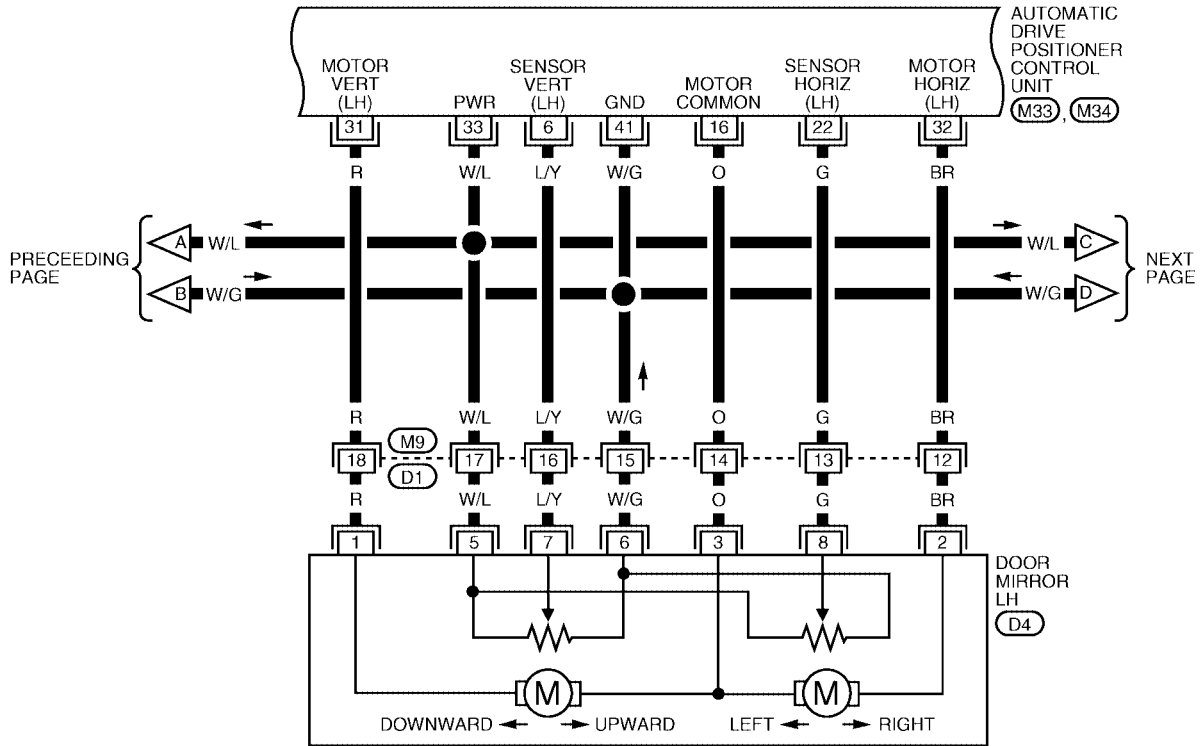 AUTOMATIC
DRIVE
POSITIONER
CONTROL
UNIT
M33 , M34
MOTOR
VERT
(LH)
PWR
SENSOR
VERT
(LH)
GND
MOTOR
COMMON
SENSOR
HORIZ
(LH)
MOTOR
HORIZ
(LH)
31 33 6 41 16 22 32
R W/L L/Y W/G O G BR
PRECEEDING
PAGE
A W/L W/L C
B W/G W/G D
NEXT
PAGE
R W/L L/Y W/G O G BR
M9
18 17 16 15 14 13 12
D1
R W/L L/Y W/G O G BR
1 5 7 6 3 8 2
DOOR
MIRROR
LH
D4
M M
DOWNWARD UPWARD LEFT RIGHT